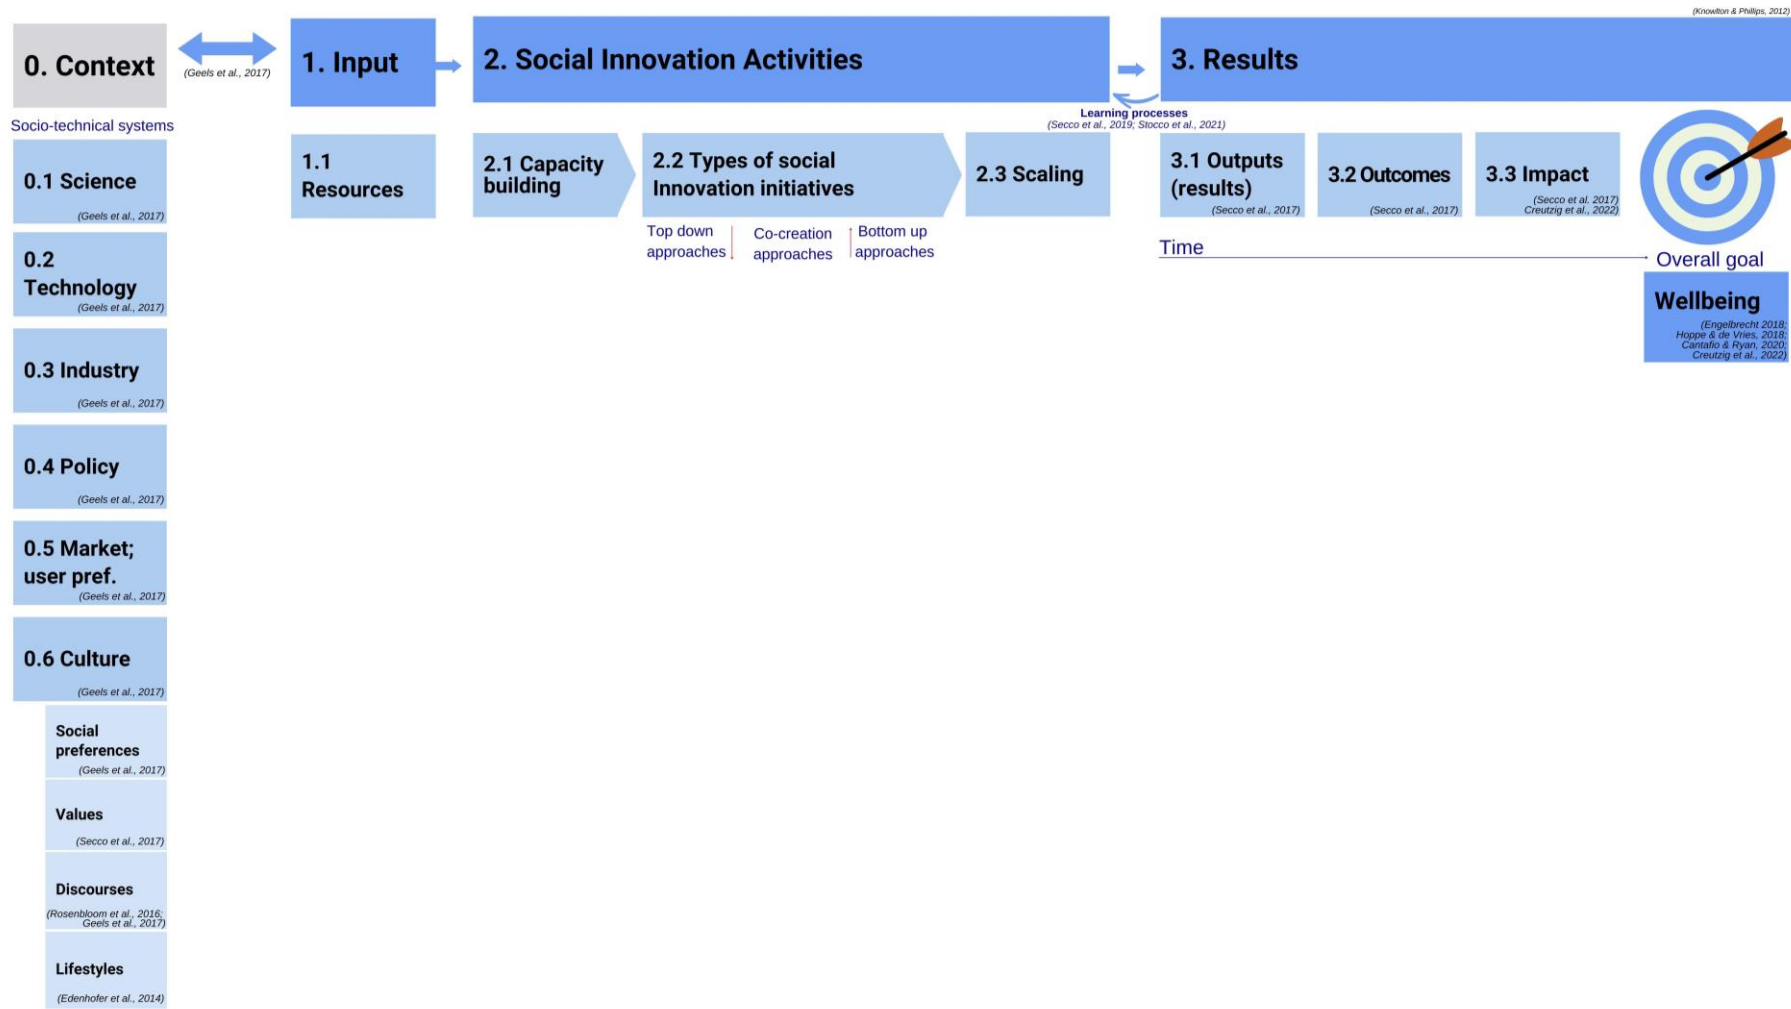 (Knowlton & Phillips, 2012)
0. Context
(Geels et al., 2017)
1. Input
2. Social Innovation Activities
3. Results
Learning processes
(Secco et al., 2019; Stocco et al., 2021)
Socio-technical systems
0.1 Science
(Geels et al., 2017)
0.2
Technology
(Geels et al., 2017)
0.3 Industry
(Geels et al., 2017)
0.4 Policy
(Geels et al., 2017)
0.5 Market;
user pref.
(Geels et al., 2017)
0.6 Culture
(Geels et al., 2017)
Social
preferences
(Geels et al., 2017)
Values
(Secco et al., 2017)
Discourses
(Rosenbloom et al., 2016;
Geels et al., 2017)
Lifestyles
(Edenhofer et al., 2014)
1.1
Resources
2.1 Capacity
building
2.2 Types of social
Innovation initiatives
Top down
approaches
Co-creation
approaches
Bottom up
approaches
2.3 Scaling
3.1 Outputs
(results)
(Secco et al., 2017)
3.2 Outcomes
(Secco et al., 2017)
3.3 Impact
(Secco et al. 2017)
Creutzig et al., 2022)
Time
Overall goal
Wellbeing
(Engelbrecht 2018;
Hoppe & de Vries, 2018;
Cantafio & Ryan, 2020;
Creutzig et al., 2022)